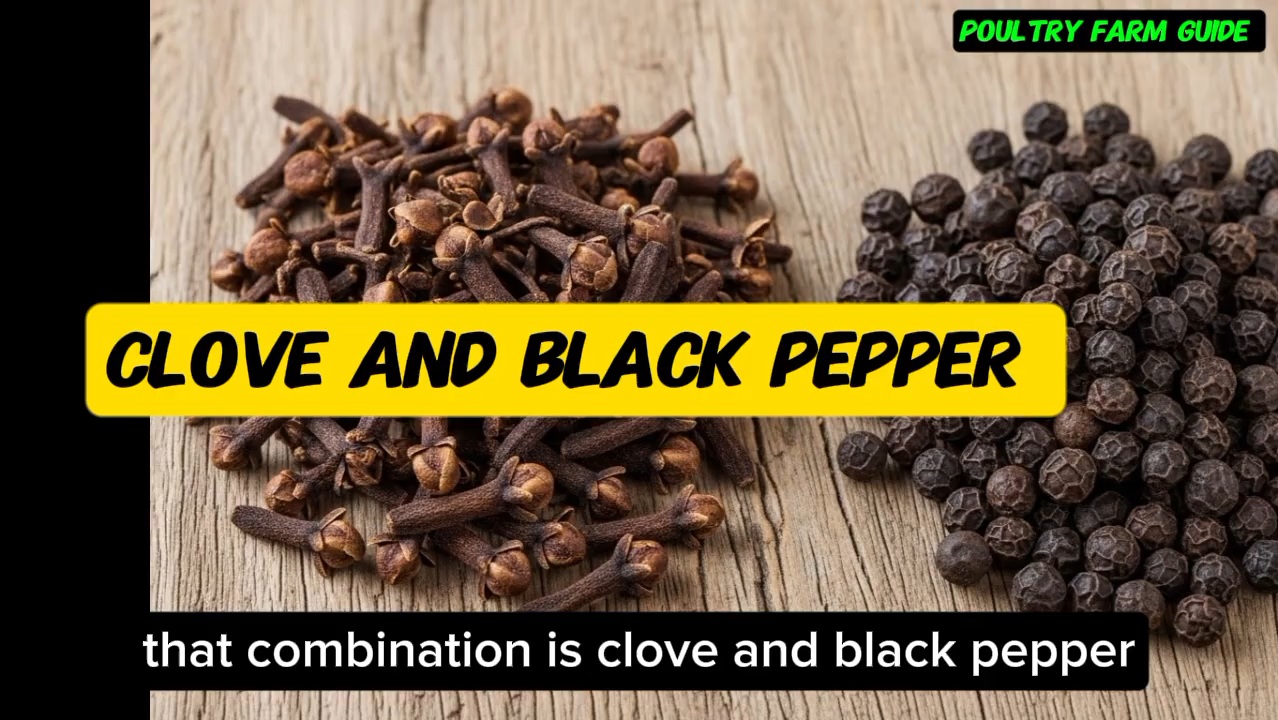 POULTRY FARM GUIDE
CLOVE AND BLACK PEPPER
that combination is clove and black pepper